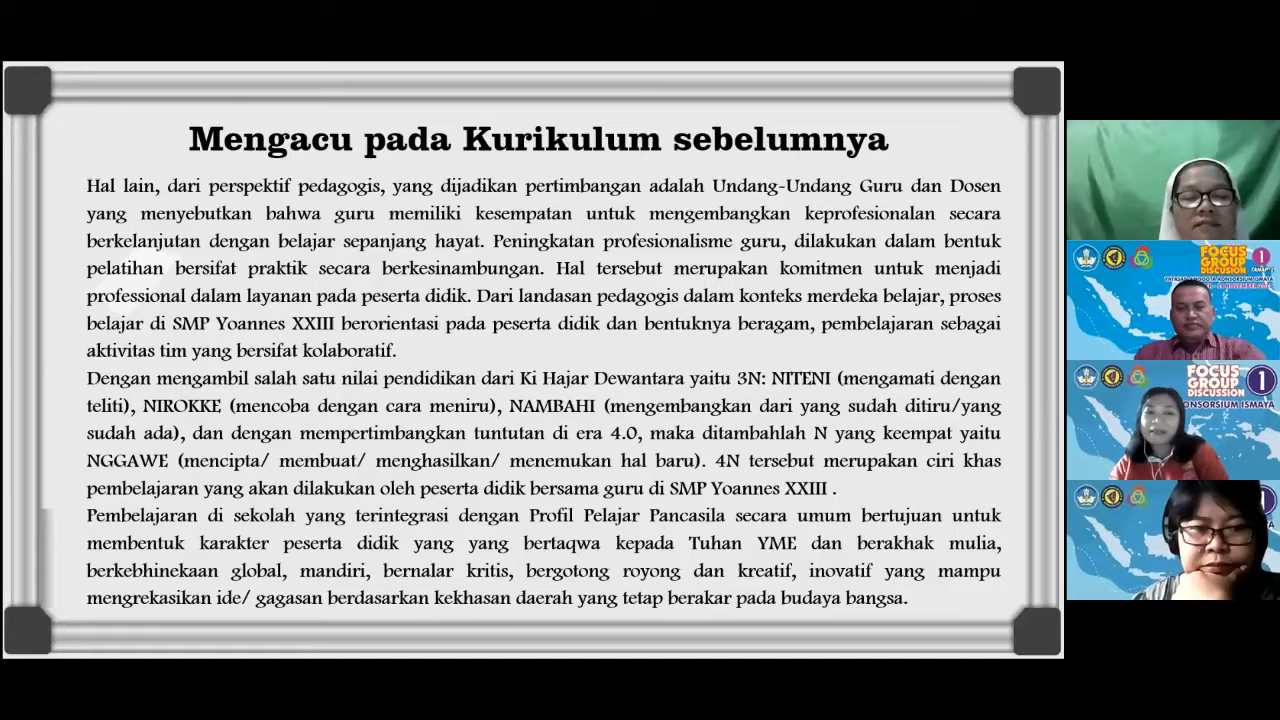 Mengacu pada Kurikulum sebelumnya
Hal lain, dari perspektif pedagogis, yang dijadikan pertimbangan adalah Undang-Undang Guru dan Dosen
yang menyebutkan bahwa guru memiliki kesempatan untuk mengembangkan keprofesionalan secara
berkelanjutan dengan belajar sepanjang hayat. Peningkatan profesionalisme guru, dilakukan dalam bentuk
pelatihan bersifat praktik secara berkesinambungan. Hal tersebut merupakan komitmen untuk menjadi
professional dalam layanan pada peserta didik. Dari landasan pedagogis dalam konteks merdeka belajar, proses
belajar di SMP Yoannes XXIII berorientasi pada peserta didik dan bentuknya beragam, pembelajaran sebagai
aktivitas tim yang bersifat kolaboratif.
Dengan mengambil salah satu nilai pendidikan dari Ki Hajar Dewantara yaitu 3N: NITENI (mengamati dengan
teliti), NIROKKE (mencoba dengan cara meniru), NAMBAHI (mengembangkan dari yang sudah ditiru/yang
sudah ada), dan dengan mempertimbangkan tuntutan di era 4.0, maka ditambahlah N yang keempat yaitu
NGGAWE (mencipta/ membuat/ menghasilkan/ menemukan hal baru). 4N tersebut merupakan ciri khas
pembelajaran yang akan dilakukan oleh peserta didik bersama guru di SMP Yoannes XXIII .
Pembelajaran di sekolah yang terintegrasi dengan Profil Pelajar Pancasila secara umum bertujuan untuk
membentuk karakter peserta didik yang yang bertaqwa kepada Tuhan YME dan berakhak mulia,
berkebhinekaan global, mandiri, bernalar kritis, bergotong royong dan kreatif, inovatif yang mampu
mengrekasikan ide/ gagasan berdasarkan kekhasan daerah yang tetap berakar pada budaya bangsa.
FOCUS
GROUP
DISCUSION
1
FOCUS
GROUP
DISCUSSION
1
KONSORSIUM ISMAYA